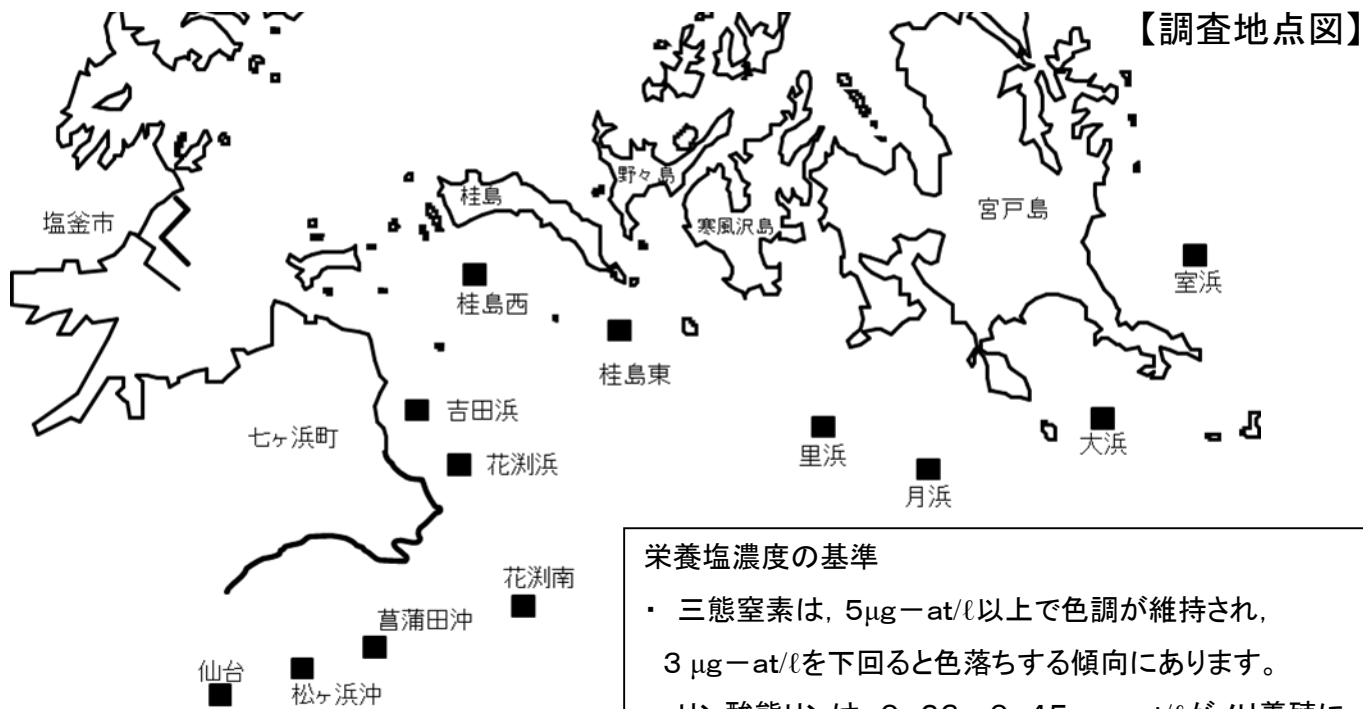 【調査地点図】
野々島
桂島
塩釜市
宮戸島
寒風沢島
室浜
桂島西
桂島東
吉田浜
七ヶ浜町
大浜
里浜
花渕浜
月浜
栄養塩濃度の基準
花渕南
・ 三態窒素は，5μg－at/ℓ以上で色調が維持され，
菖蒲田沖
3 μg－at/ℓを下回ると色落ちする傾向にあります。
仙台
松ヶ浜沖